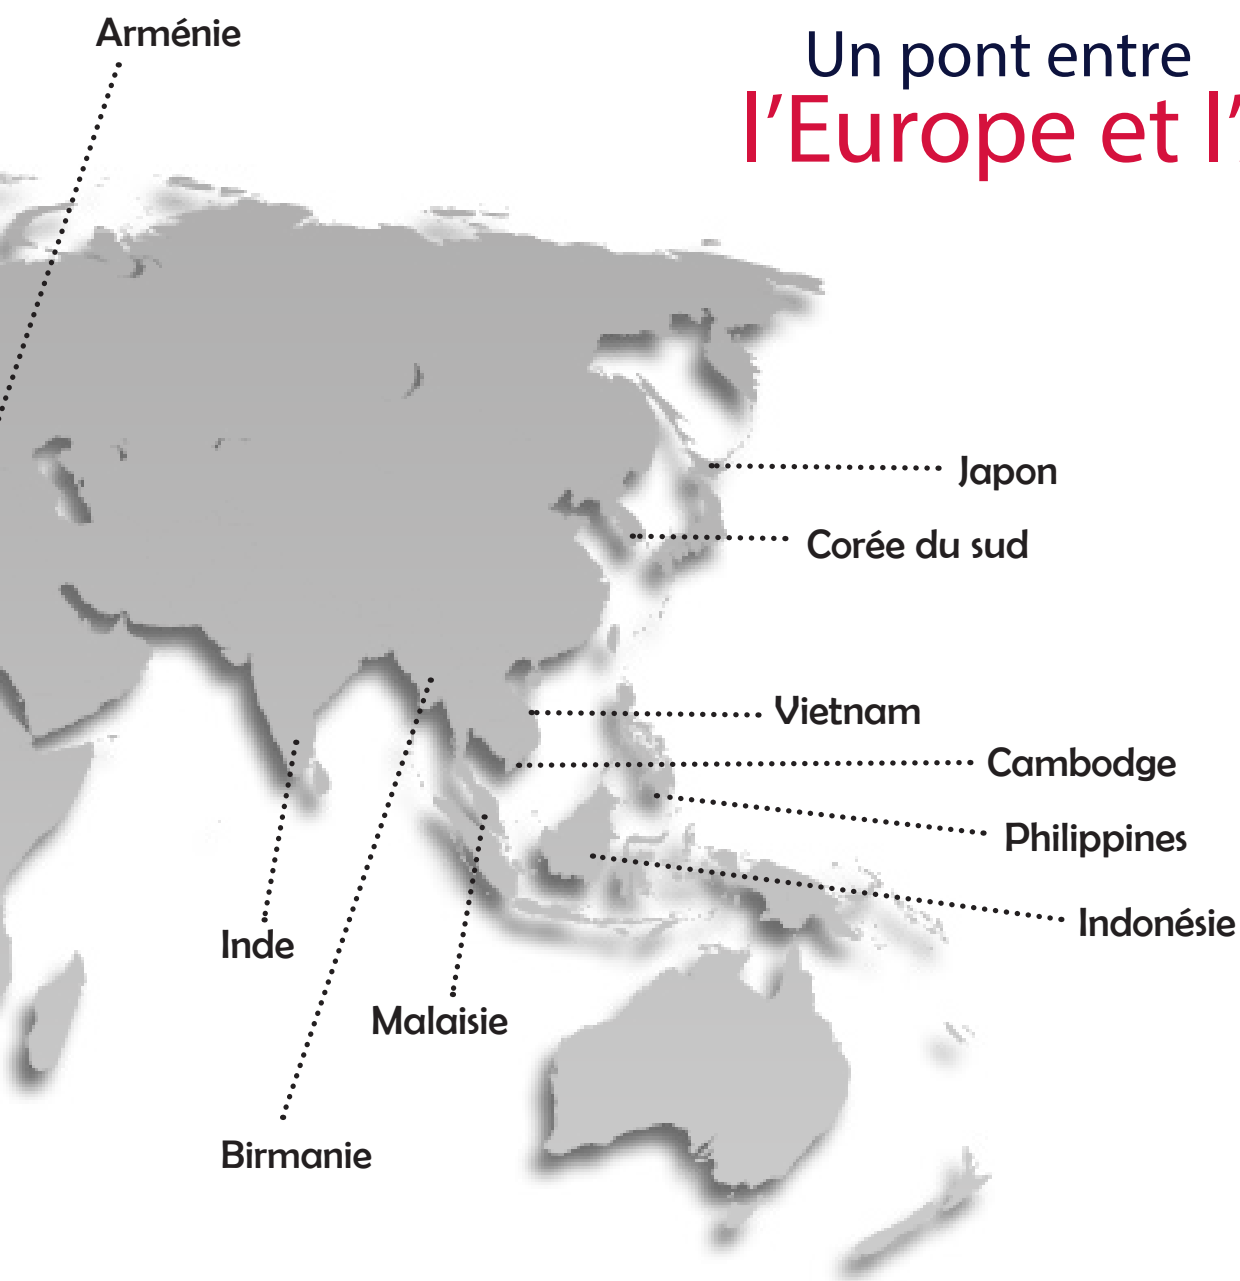 Arménie
Un pont entre
l'Europe et l'
Japon
Corée du sud
Vietnam
Cambodge
Philippines
Indonésie
Inde
Malaisie
Birmanie